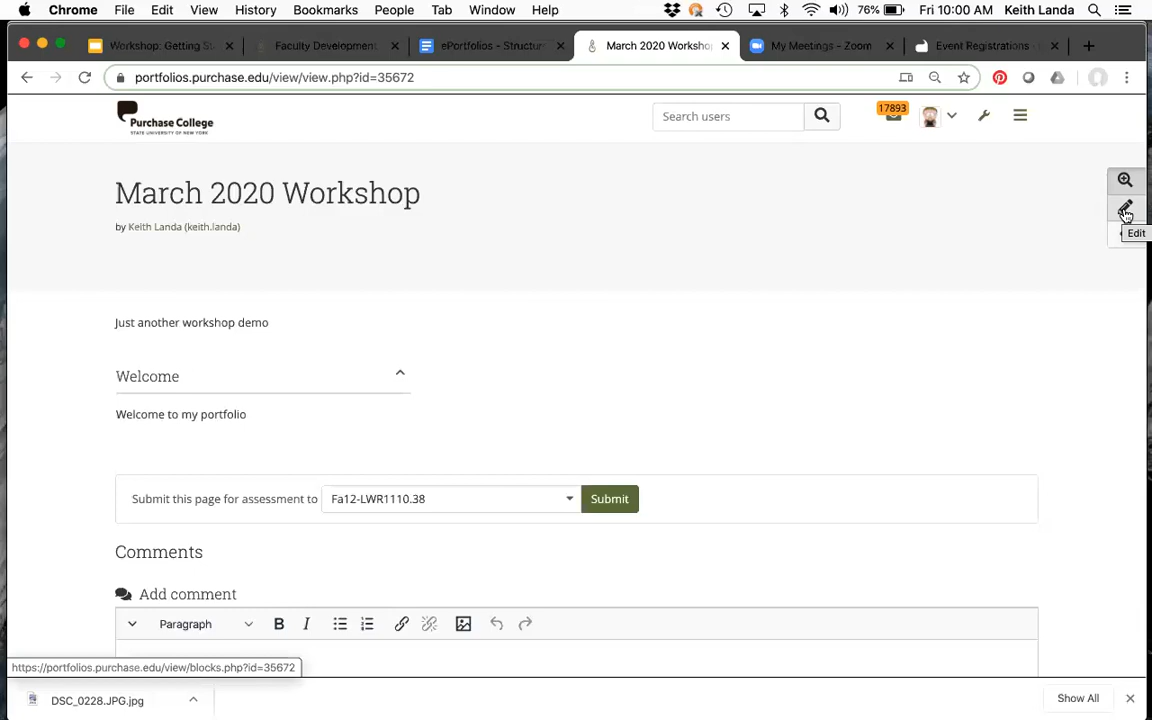 Chrome File Edit View History Bookmarks People Tab Window Help 76% Fri 10:00 AM Keith Landa
Workshop: Getting St Faculty Development ePortfolios - Structur March 2020 Worksho My Meetings - Zoom Event Registrations -
portfolios.purchase.edu/view/view.php?id=35672
Purchase College
STATE UNIVERSITY OF NEW YORK
Search users
17893
March 2020 Workshop
by Keith Landa (keith.landa)
Edit
Just another workshop demo
Welcome
Welcome to my portfolio
Submit this page for assessment to Fa12-LWR1110.38 Submit
Comments
Add comment
Paragraph B I
https://portfolios.purchase.edu/view/blocks.php?id=35672
DSC_0228.JPG.jpg
Show All